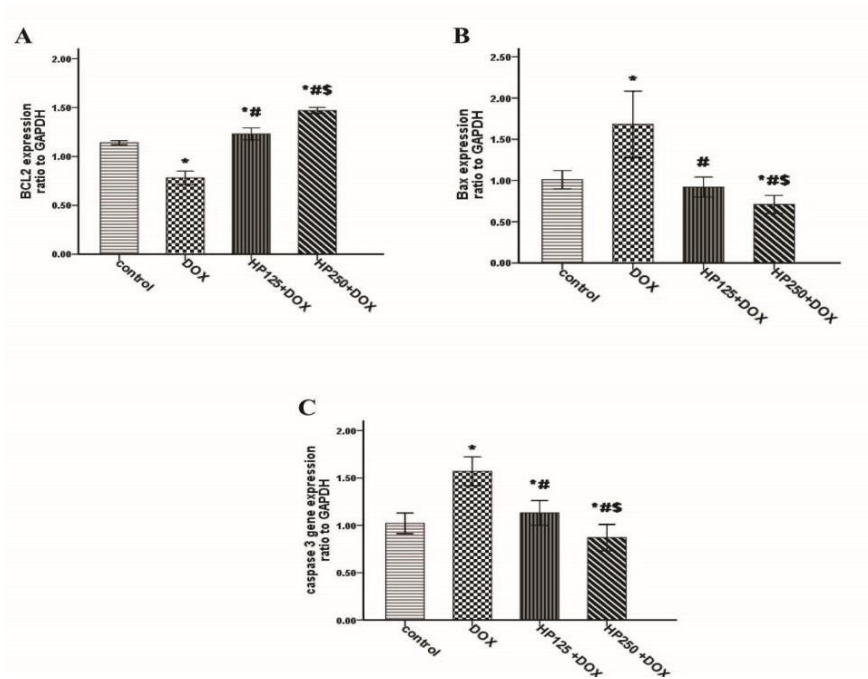 A
BCL2 expression
ratio to GAPDH
2.00
1.50
1.00
0.50
0.00
*
*#
*#$
control
DOX
HP125+DOX
HP250+DOX
B
Bax expression
ratio to GAPDH
2.50
2.00
1.50
1.00
0.50
0.00
*
#
*#$
control
DOX
HP125+DOX
HP250+DOX
C
caspase 3 gene expression
ratio to GAPDH
2.00
1.50
1.00
0.50
0.00
*
*#
*#$
control
DOX
HP125 +DOX
HP250 +DOX